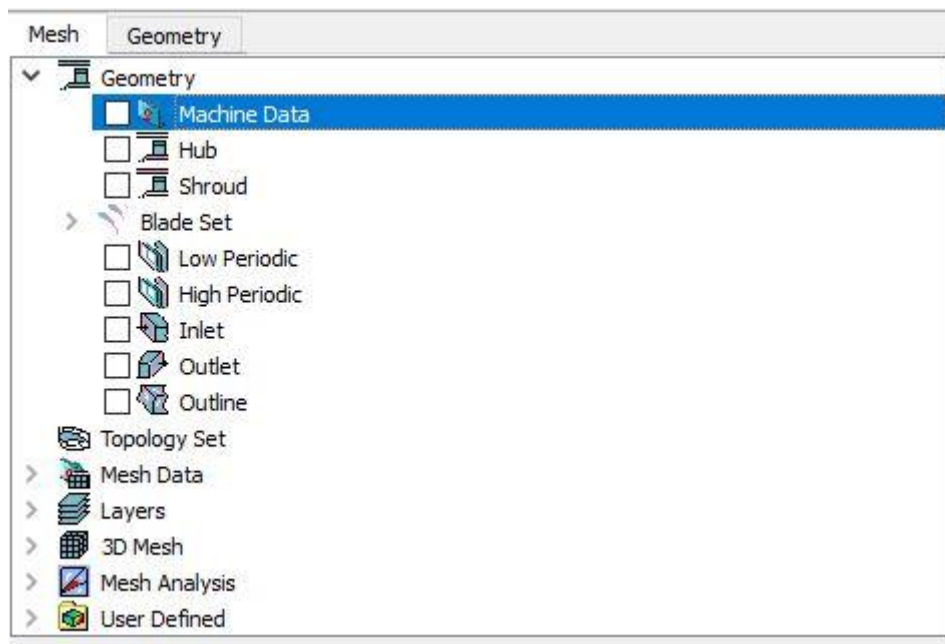 Mesh Geometry
Geometry
Machine Data
Hub
Shroud
Blade Set
Low Periodic
High Periodic
Inlet
Outlet
Outline
Topology Set
Mesh Data
Layers
3D Mesh
Mesh Analysis
User Defined